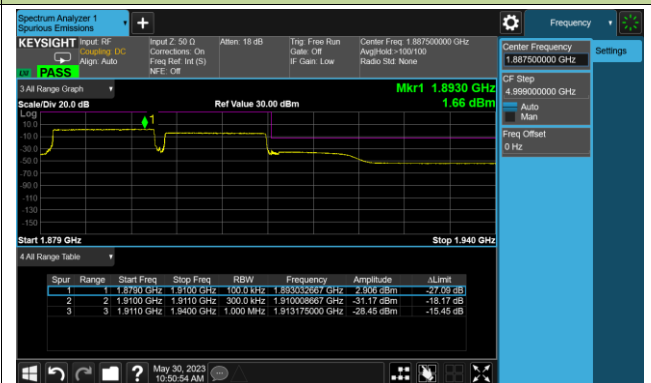 Spectrum Analyzer 1
Spurious Emissions
Frequency
KEYSIGHT
Input: RF
Coupling: DC
Align: Auto
Input Z: 50 Ω
Corrections: On
Freq Ref: Int (S)
NFE: Off
Atten: 18 dB
Trig: Free Run
Gate: Off
IF Gain: Low
Center Freq: 1.887500000 GHz
Avg|Hold:>100/100
Radio Std: None
PASS
Center Frequency
1.887500000 GHz
Settings
CF Step
4.999000000 GHz
Auto
Man
Freq Offset
0 Hz
3 All Range Graph
Mkr1 1.8930 GHz
Scale/Div 20.0 dB
Ref Value 30.00 dBm
1.66 dBm
Log
10.0
-10.0
-30.0
-50.0
-70.0
-90.0
-110
-130
-150
1
Start 1.879 GHz
Stop 1.940 GHz
4 All Range Table
Spur Range Start Freq Stop Freq RBW Frequency Amplitude ΔLimit
1 1 1.8790 GHz 1.9100 GHz 100.0 kHz 1.893032667 GHz 2.906 dBm -27.09 dB
2 2 1.9100 GHz 1.9110 GHz 300.0 kHz 1.910008667 GHz -31.17 dBm -18.17 dB
3 3 1.9110 GHz 1.9400 GHz 1.000 MHz 1.913175000 GHz -28.45 dBm -15.45 dB
May 30, 2023
10:50:54 AM